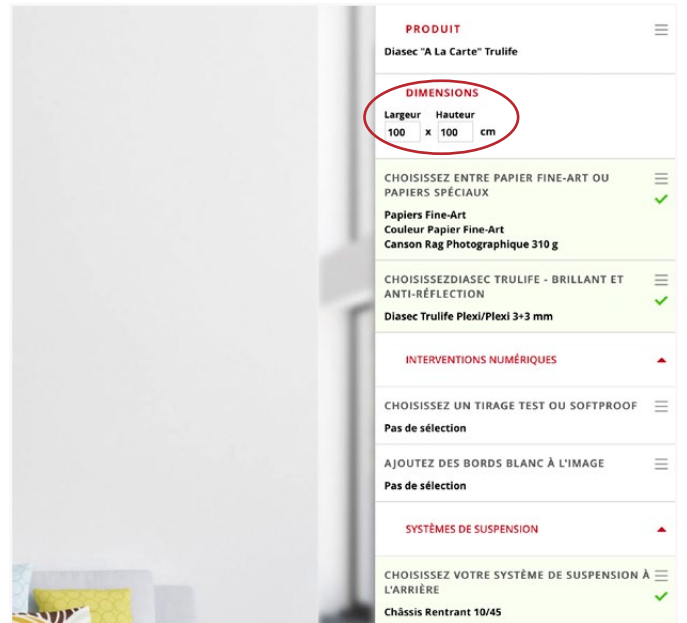 PRODUIT
Diasec "A La Carte" Trulife
DIMENSIONS
Largeur Hauteur
100 x 100 cm
CHOISISSEZ ENTRE PAPIER FINE-ART OU
PAPIERS SPÉCIAUX
Papiers Fine-Art
Couleur Papier Fine-Art
Canson Rag Photographique 310 g
CHOISISSEZDIASEC TRULIFE - BRILLANT ET
ANTI-RÉFLECTION
Diasec Trulife Plexi/Plexi 3+3 mm
INTERVENTIONS NUMÉRIQUES
CHOISISSEZ UN TIRAGE TEST OU SOFTPROOF
Pas de sélection
AJOUTEZ DES BORDS BLANC À L'IMAGE
Pas de sélection
SYSTÈMES DE SUSPENSION
CHOISISSEZ VOTRE SYSTÈME DE SUSPENSION À
L'ARRIÈRE
Châssis Rentrant 10/45